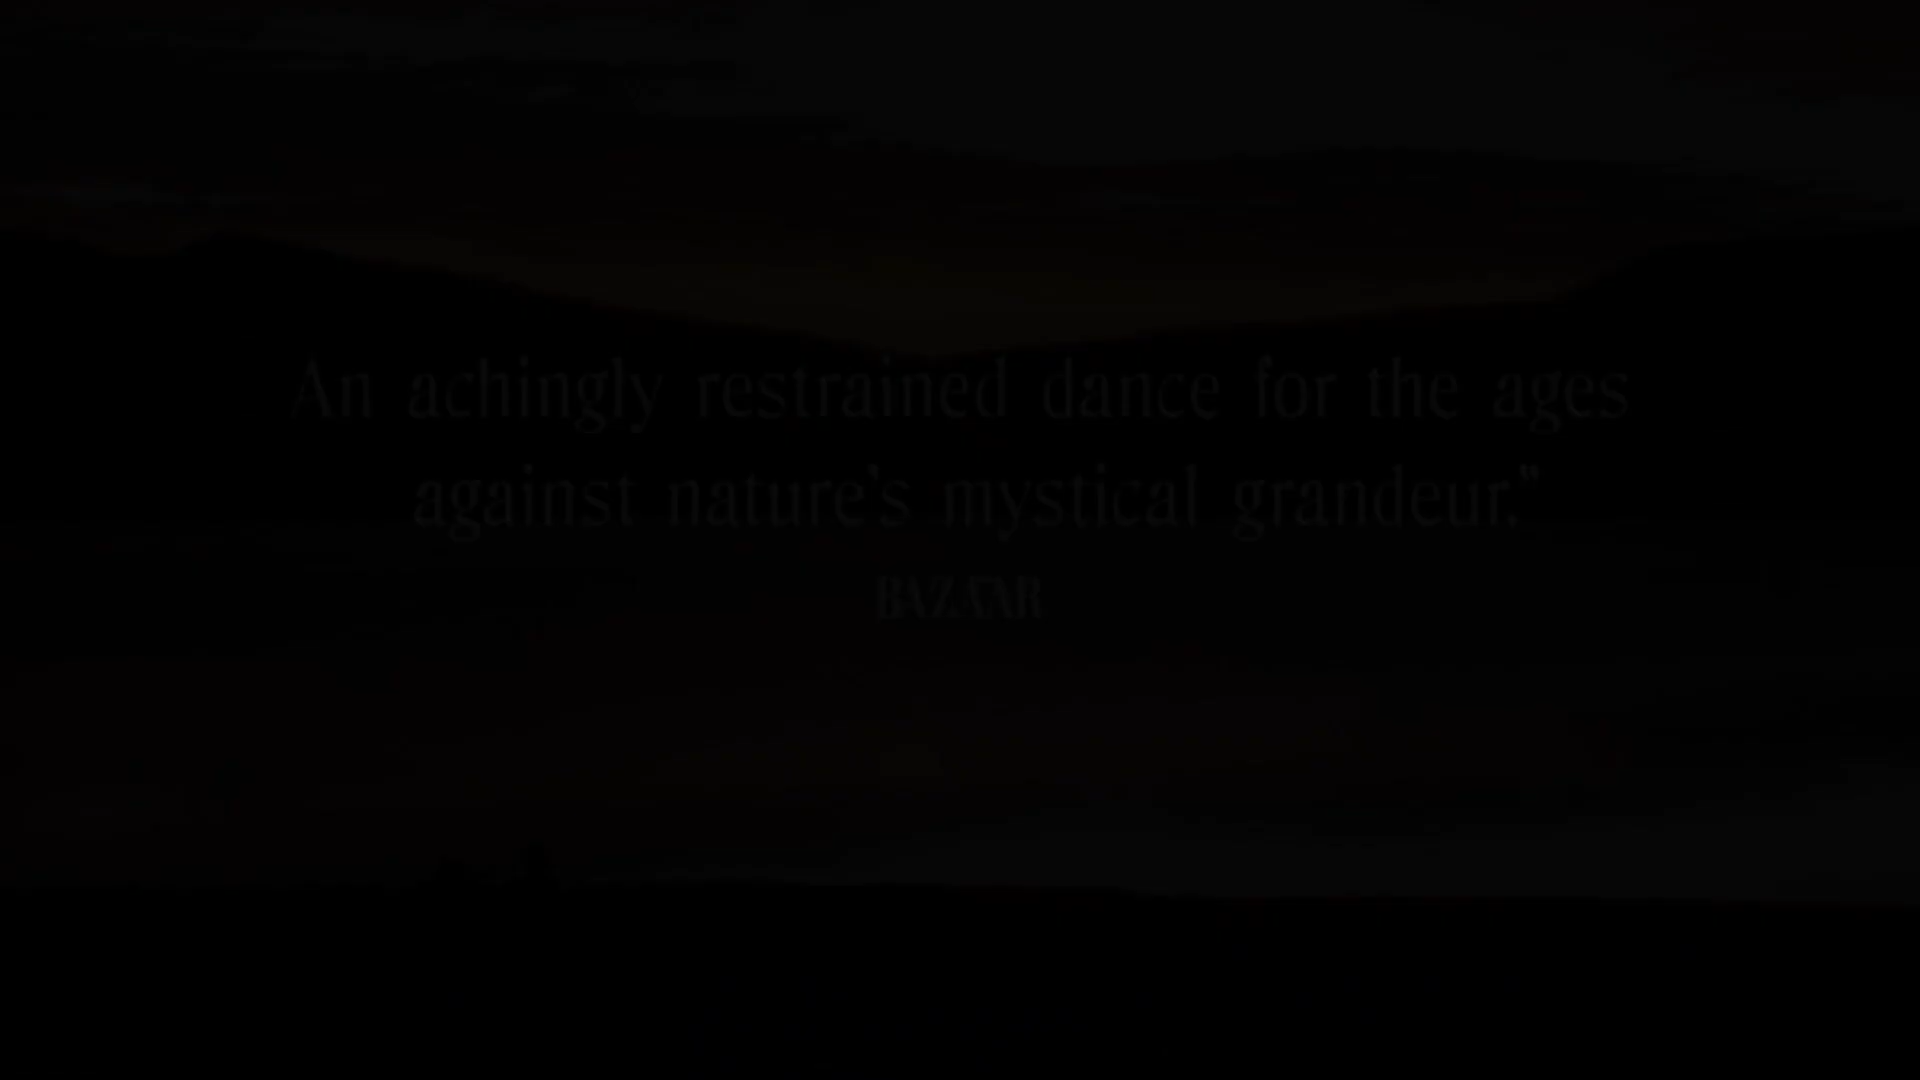 An achingly restrained dance for the ages
against nature's mystical grandeur."
BAZAAR